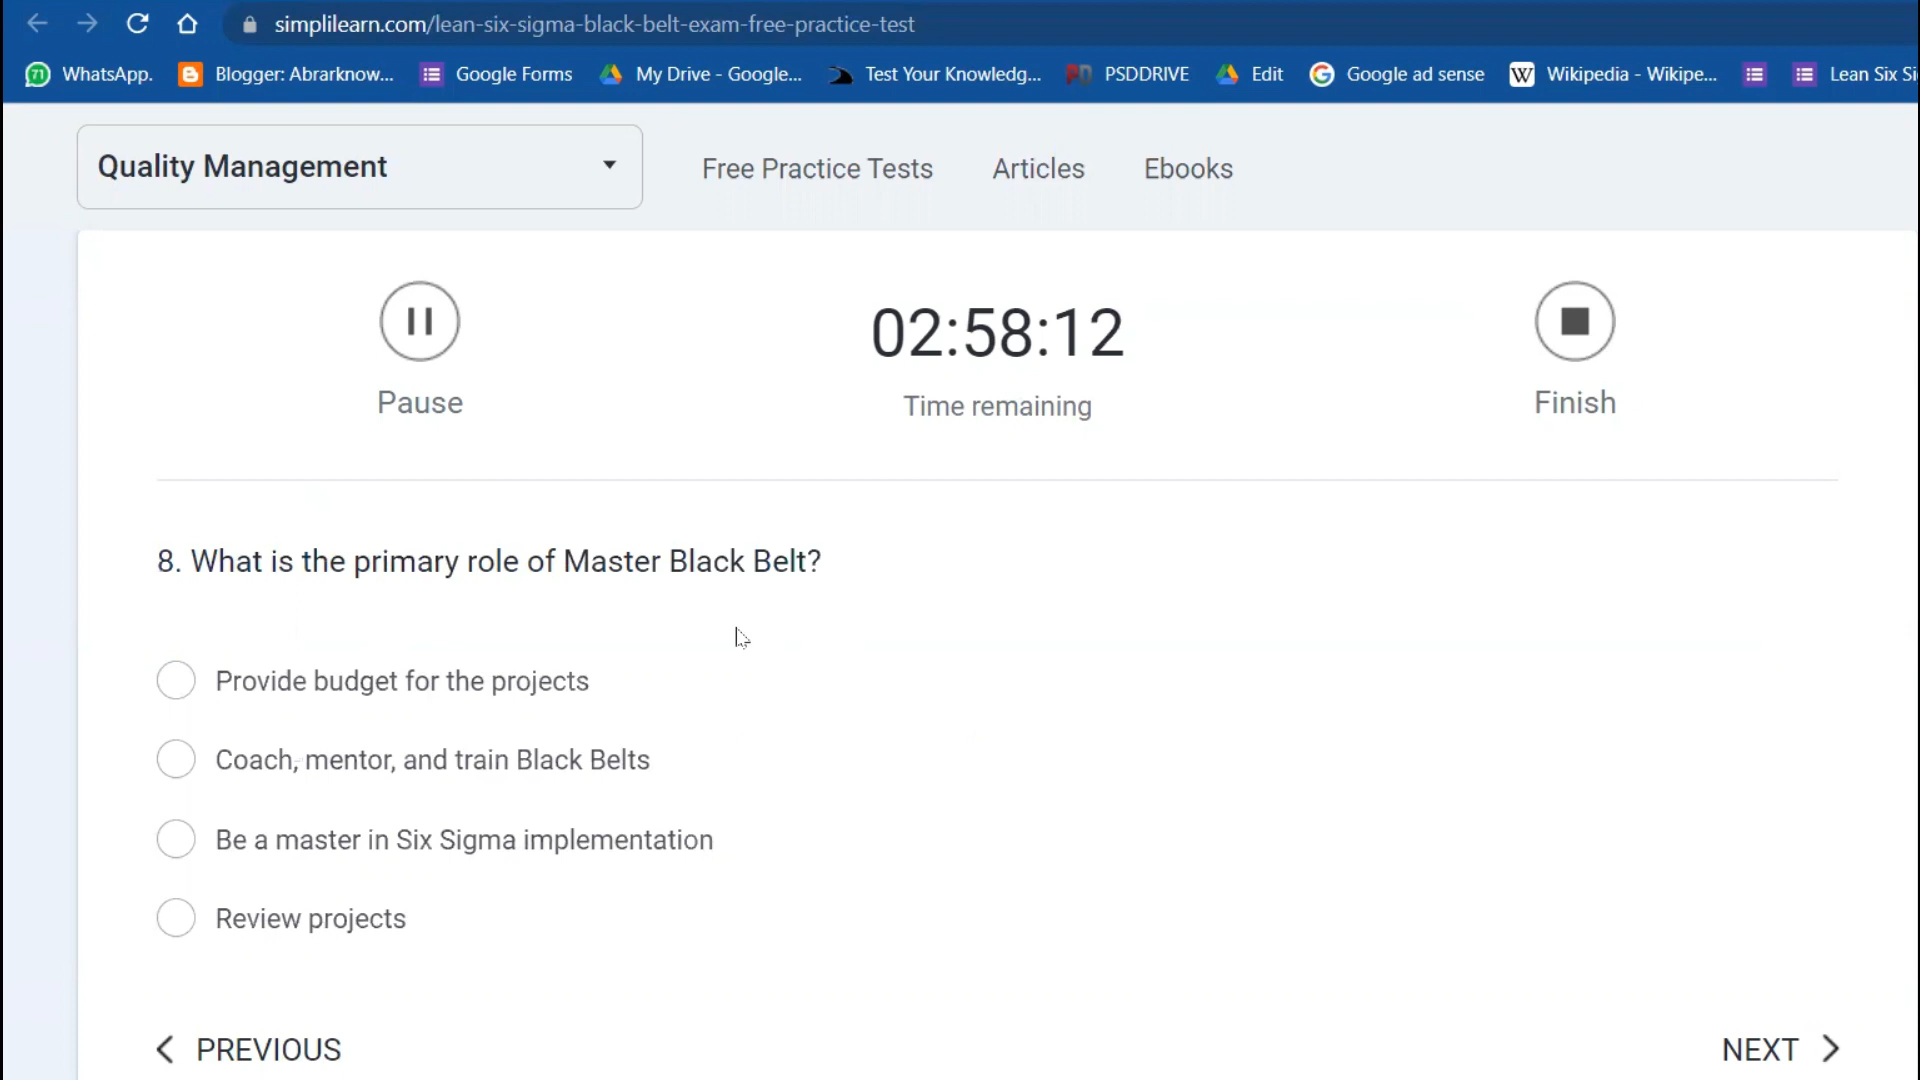 simplilearn.com/lean-six-sigma-black-belt-exam-free-practice-test
71 WhatsApp. Blogger: Abrarknow... Google Forms My Drive - Google... Test Your Knowledg... PD PSDDRIVE Edit G Google ad sense W Wikipedia - Wikipe... Lean Six Si
Quality Management Free Practice Tests Articles Ebooks
02:58:12
Pause Time remaining Finish
8. What is the primary role of Master Black Belt?
Provide budget for the projects
Coach, mentor, and train Black Belts
Be a master in Six Sigma implementation
Review projects
PREVIOUS NEXT